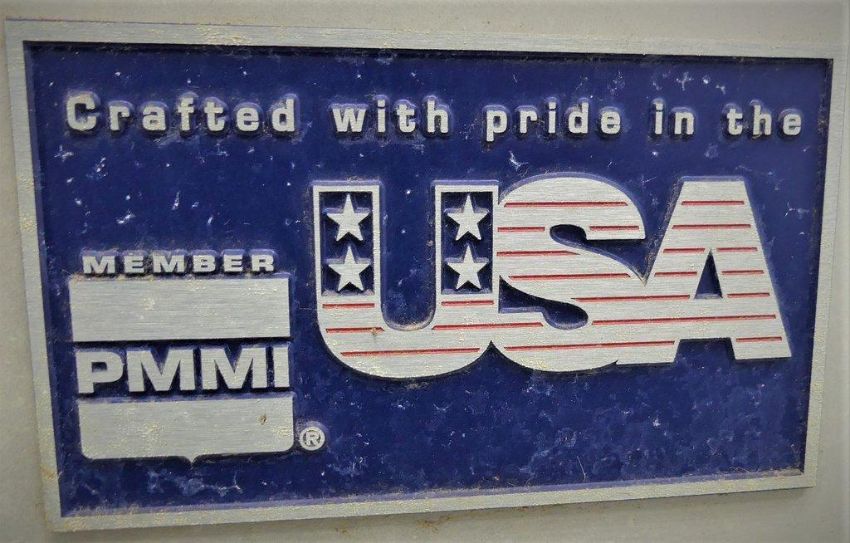 Crafted with pride in the
USA
MEMBER
PMMI
®